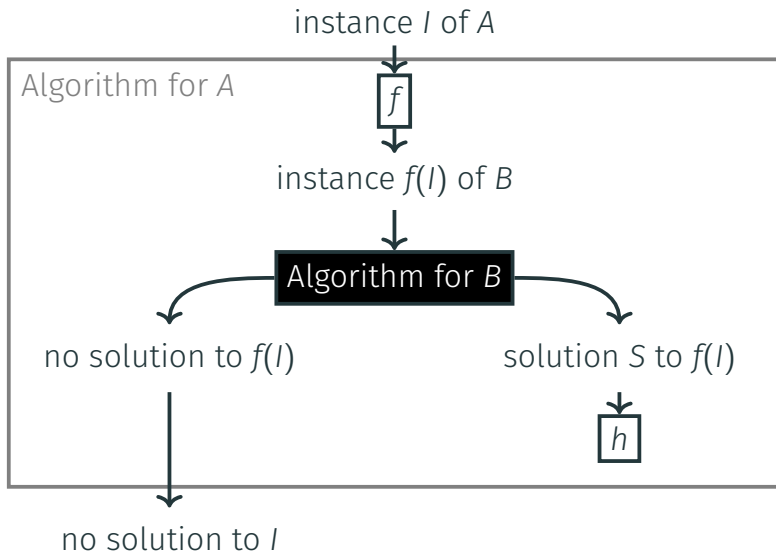 instance I of A
Algorithm for A
f
instance f(I) of B
Algorithm for B
no solution to f(I)
solution S to f(I)
h
no solution to I